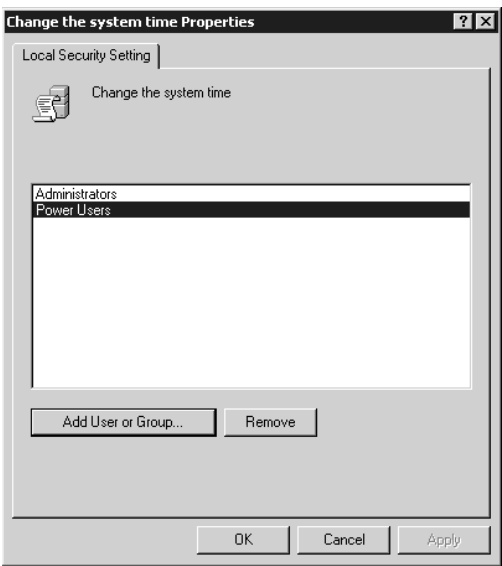 Change the system time Properties
? X
Local Security Setting
Change the system time
Administrators
Power Users
Add User or Group...
Remove
OK
Cancel
Apply